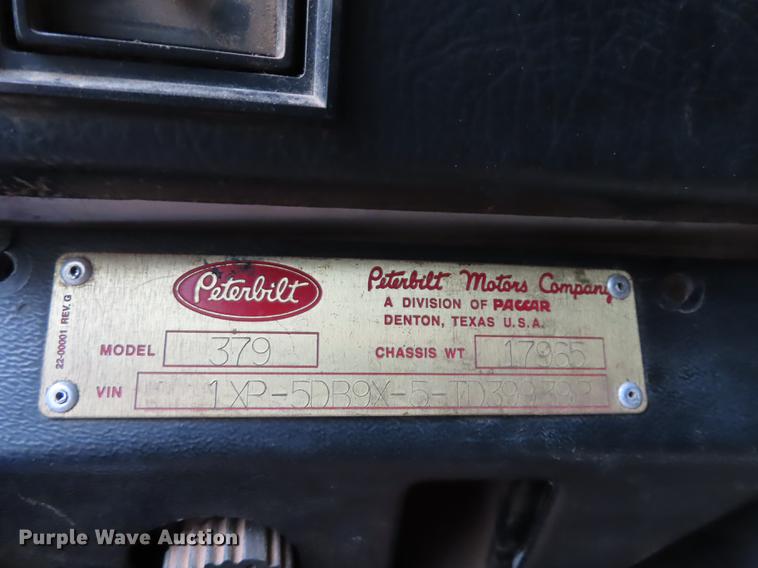 Peterbilt
Peterbilt Motors Company
A DIVISION OF PACCAR
DENTON, TEXAS U.S.A.
MODEL 379
CHASSIS WT 17965
VIN
22-00001 REV. G
Purple Wave Auction